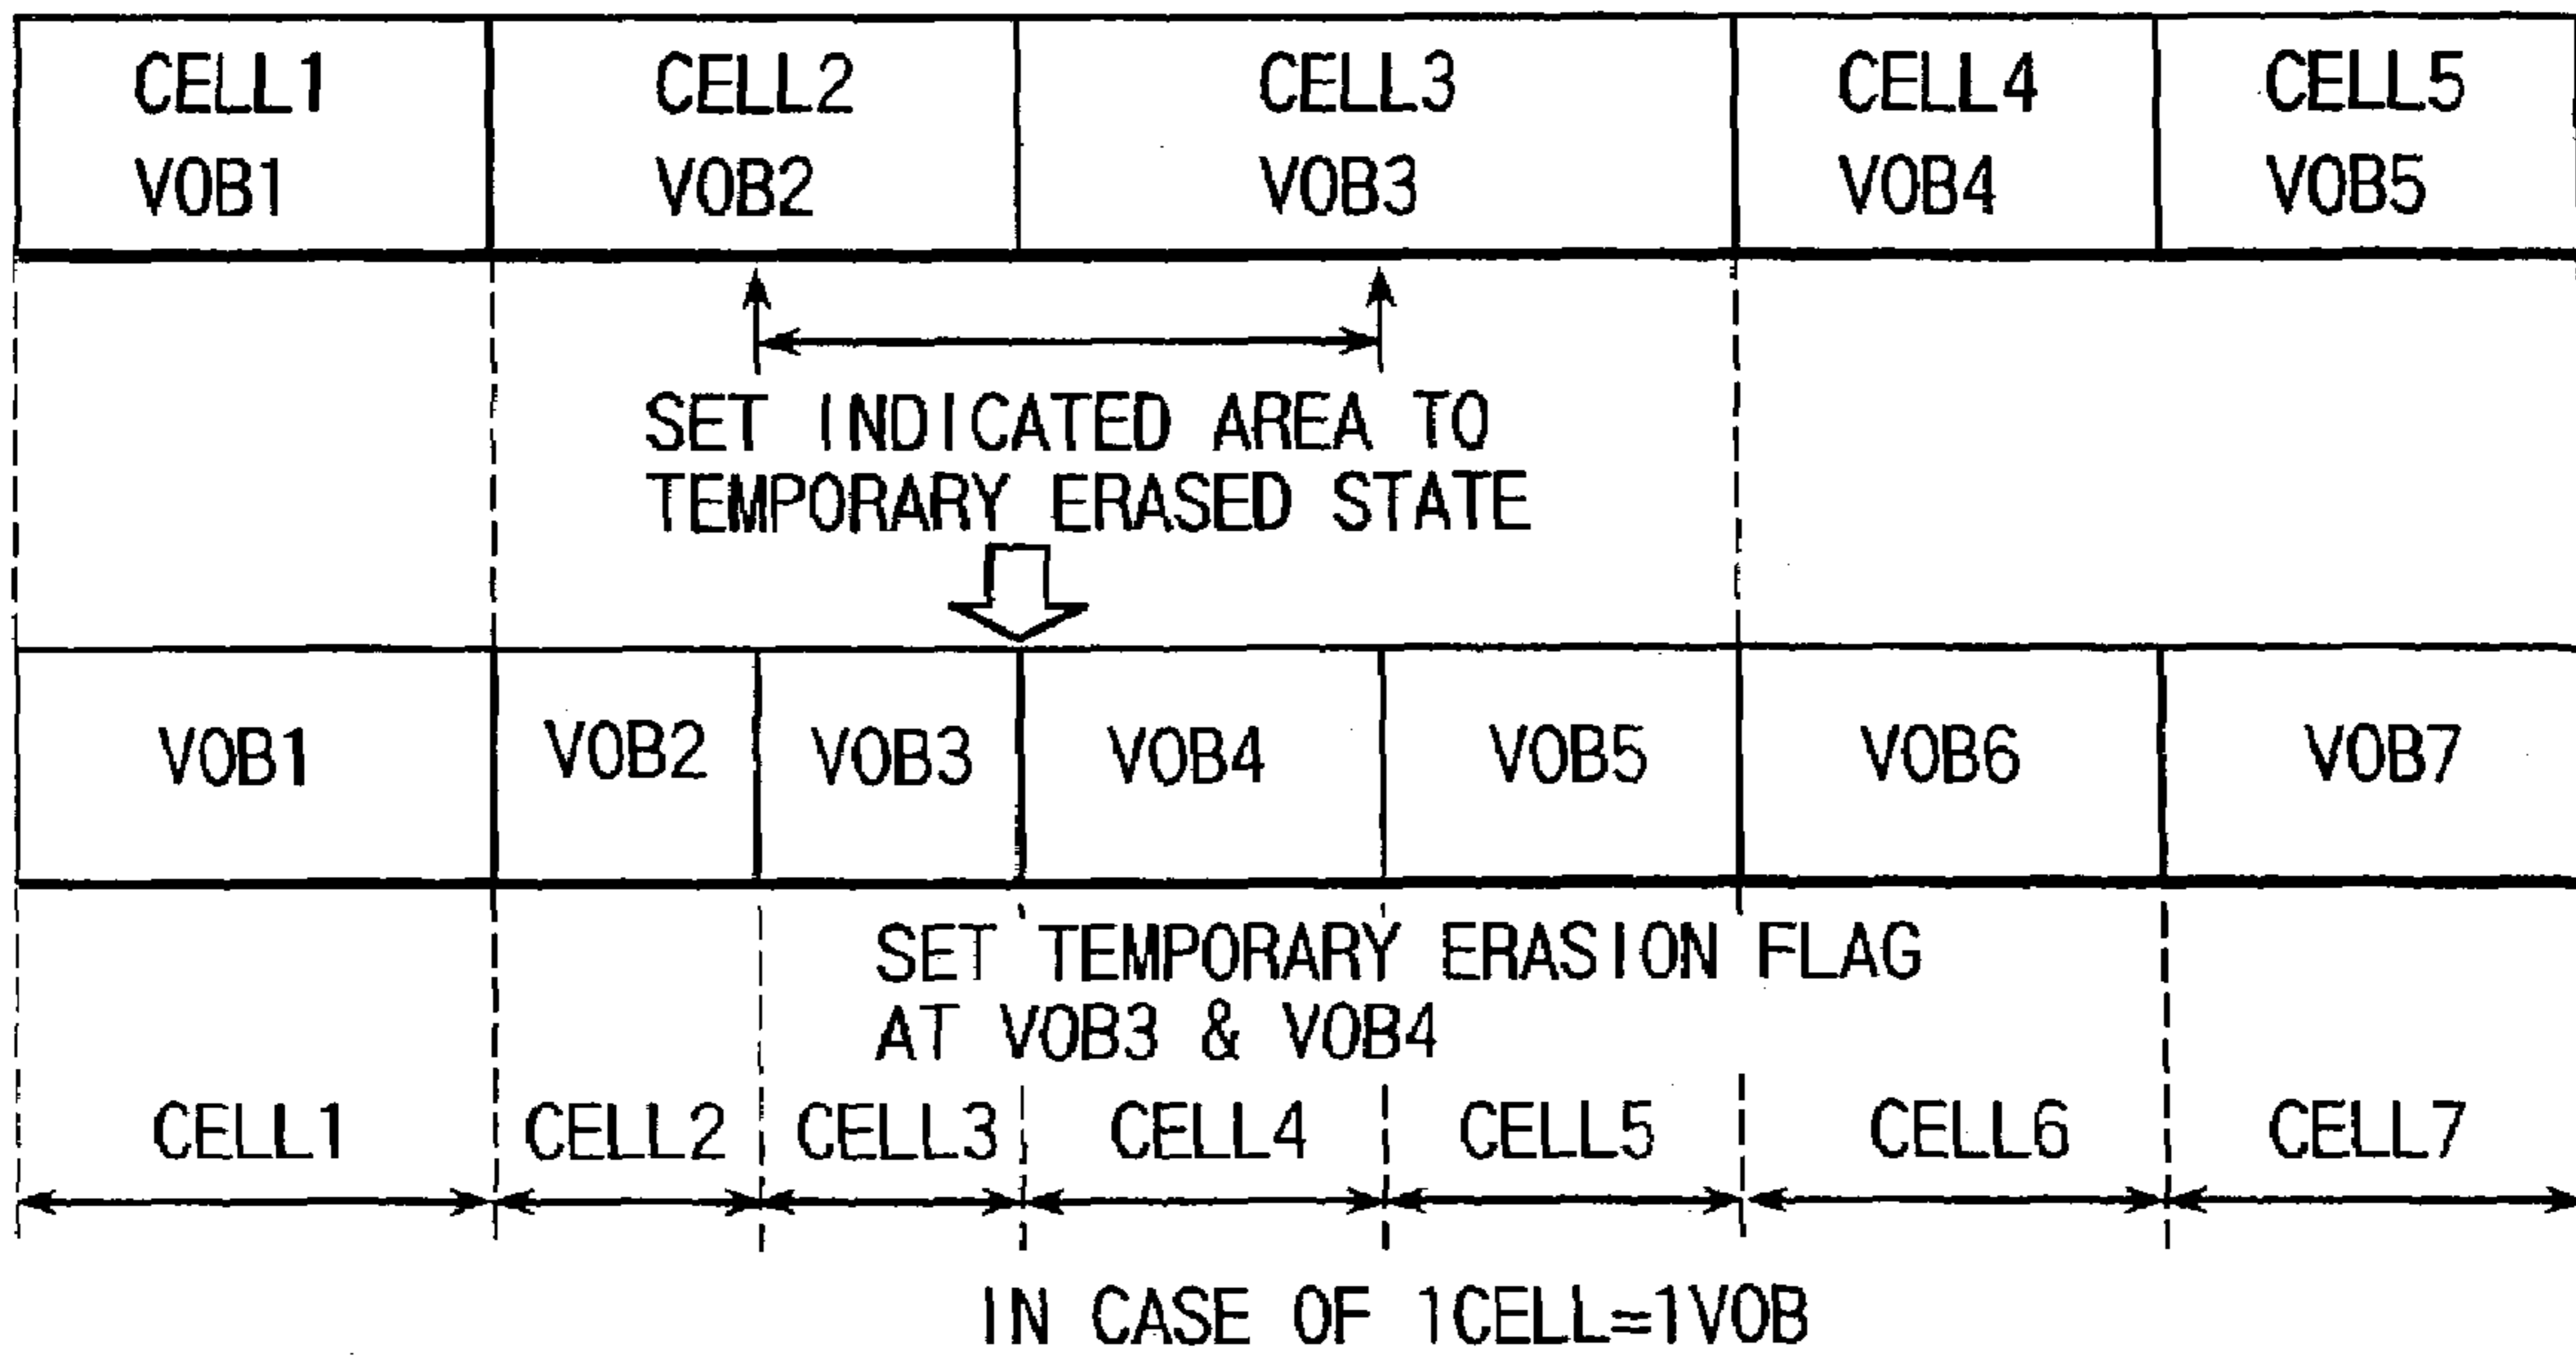 CELL1 CELL2 CELL3 CELL4 CELL5
VOB1 VOB2 VOB3 VOB4 VOB5
SET INDICATED AREA TO
TEMPORARY ERASED STATE
VOB1 VOB2 VOB3 VOB4 VOB5 VOB6 VOB7
SET TEMPORARY ERASION FLAG
AT VOB3 & VOB4
CELL1 CELL2 CELL3 CELL4 CELL5 CELL6 CELL7
IN CASE OF 1CELL=1VOB